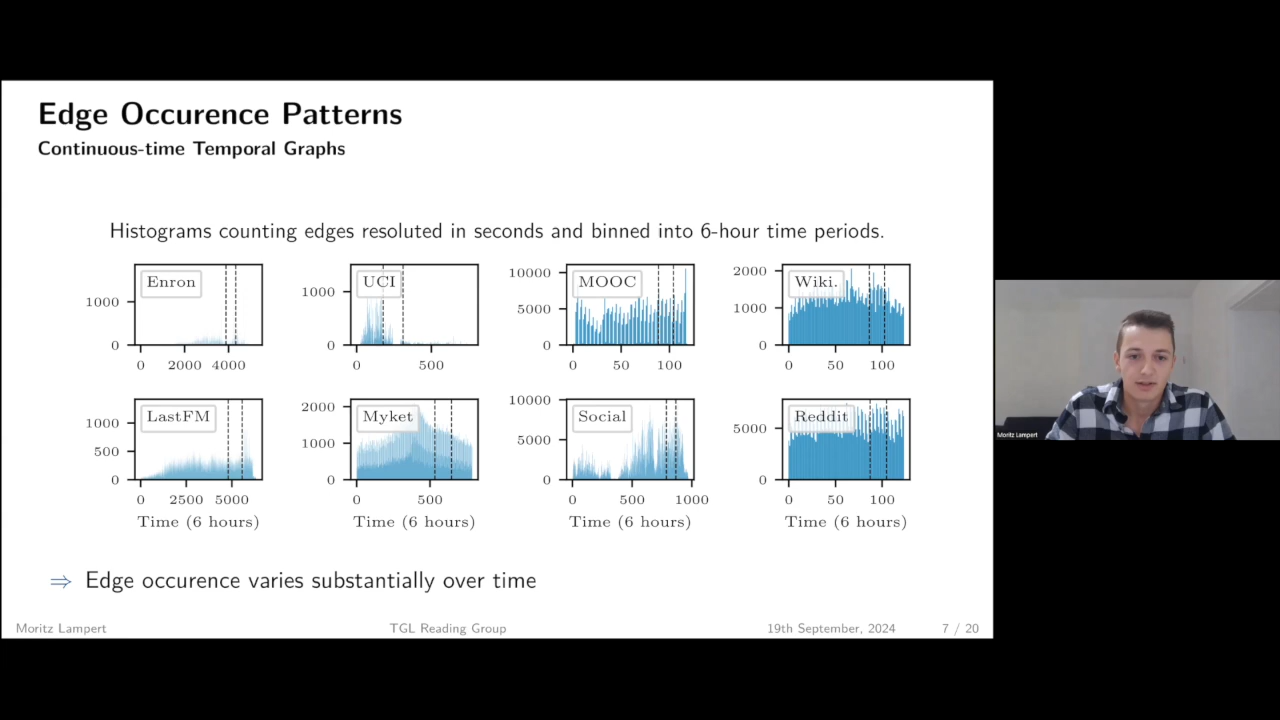 Edge Occurence Patterns
Continuous-time Temporal Graphs
Histograms counting edges resoluted in seconds and binned into 6-hour time periods.
Enron
1000
0
0 2000 4000
UCI
1000
0
0 500
MOOC
10000
5000
0
0 50 100
Wiki.
2000
1000
0
0 50 100
LastFM
1000
500
0
0 2500 5000
Time (6 hours)
Myket
2000
1000
0
0 500
Time (6 hours)
Social
10000
5000
0
0 500 1000
Time (6 hours)
Reddit
5000
0
0 50 100
Time (6 hours)
⇒ Edge occurence varies substantially over time
Moritz Lampert TGL Reading Group 19th September, 2024 7 / 20
Moritz Lampert